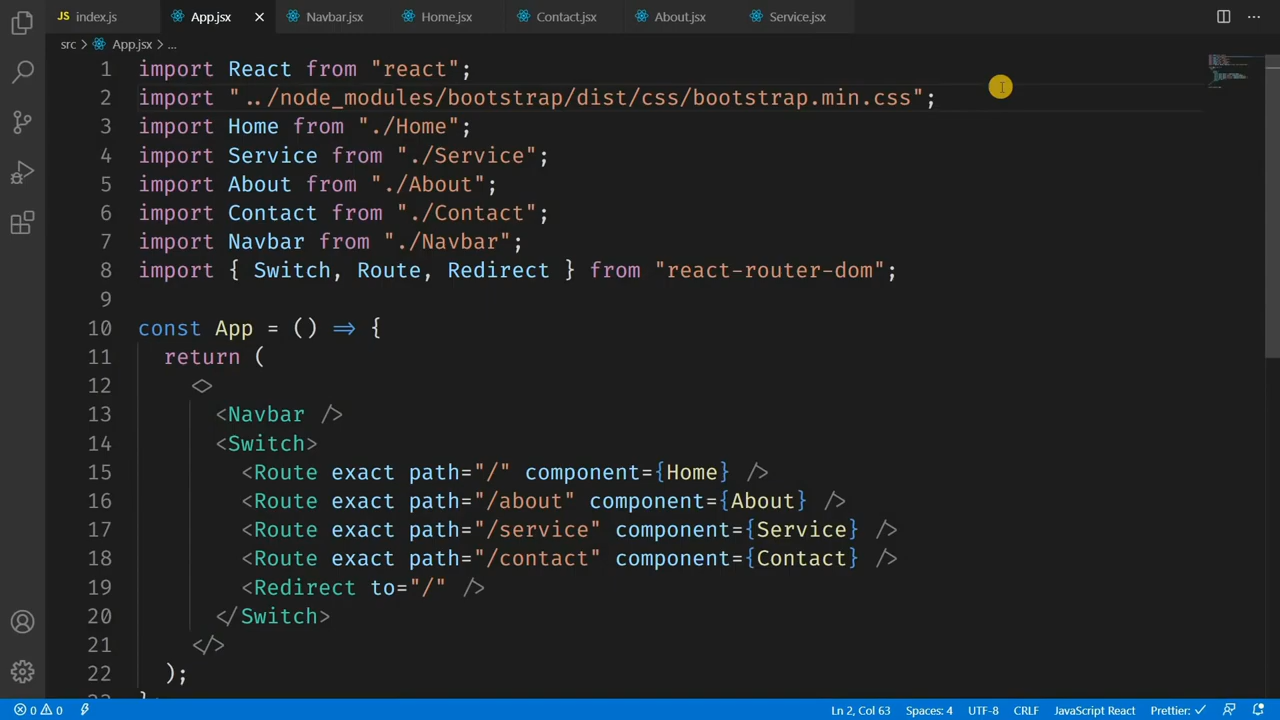 JS index.js App.jsx Navbar.jsx Home.jsx Contact.jsx About.jsx Service.jsx
src > App.jsx > ...
1 import React from "react";
2 import "../node_modules/bootstrap/dist/css/bootstrap.min.css";
3 import Home from "./Home";
4 import Service from "./Service";
5 import About from "./About";
6 import Contact from "./Contact";
7 import Navbar from "./Navbar";
8 import { Switch, Route, Redirect } from "react-router-dom";
9
10 const App = () => {
11 return (
12 <>
13 <Navbar />
14 <Switch>
15 <Route exact path="/" component={Home} />
16 <Route exact path="/about" component={About} />
17 <Route exact path="/service" component={Service} />
18 <Route exact path="/contact" component={Contact} />
19 <Redirect to="/" />
20 </Switch>
21 </>
22 );
0 0 Ln 2, Col 63 Spaces: 4 UTF-8 CRLF JavaScript React Prettier: ✓